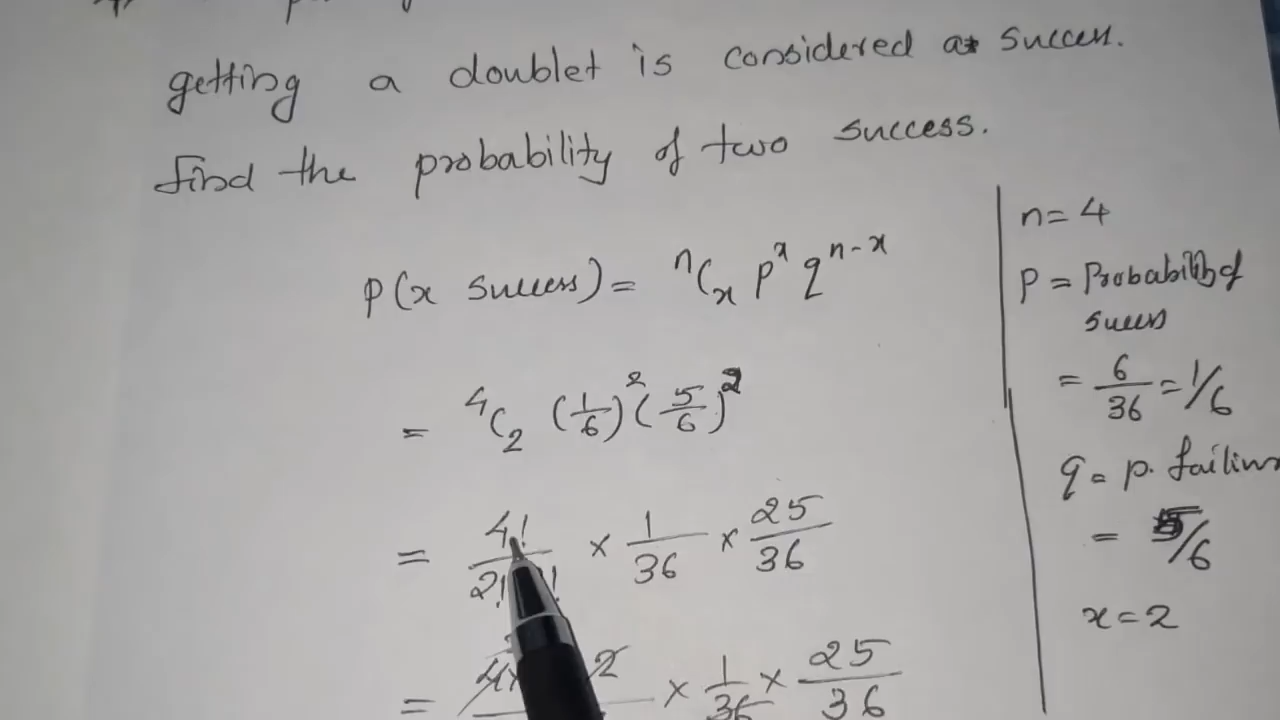 getting a doublet is considered as success.
find the probability of two success.
P(x success) = ⁿCₓ pˣ qⁿ⁻ˣ
= ⁴C₂ (1/6)² (5/6)²
= 4!/2! × 1/36 × 25/36
= × 1/36 × 25/36
n = 4
P = Probability of
success
= 6/36 = 1/6
q = p.
= 5/6
x = 2